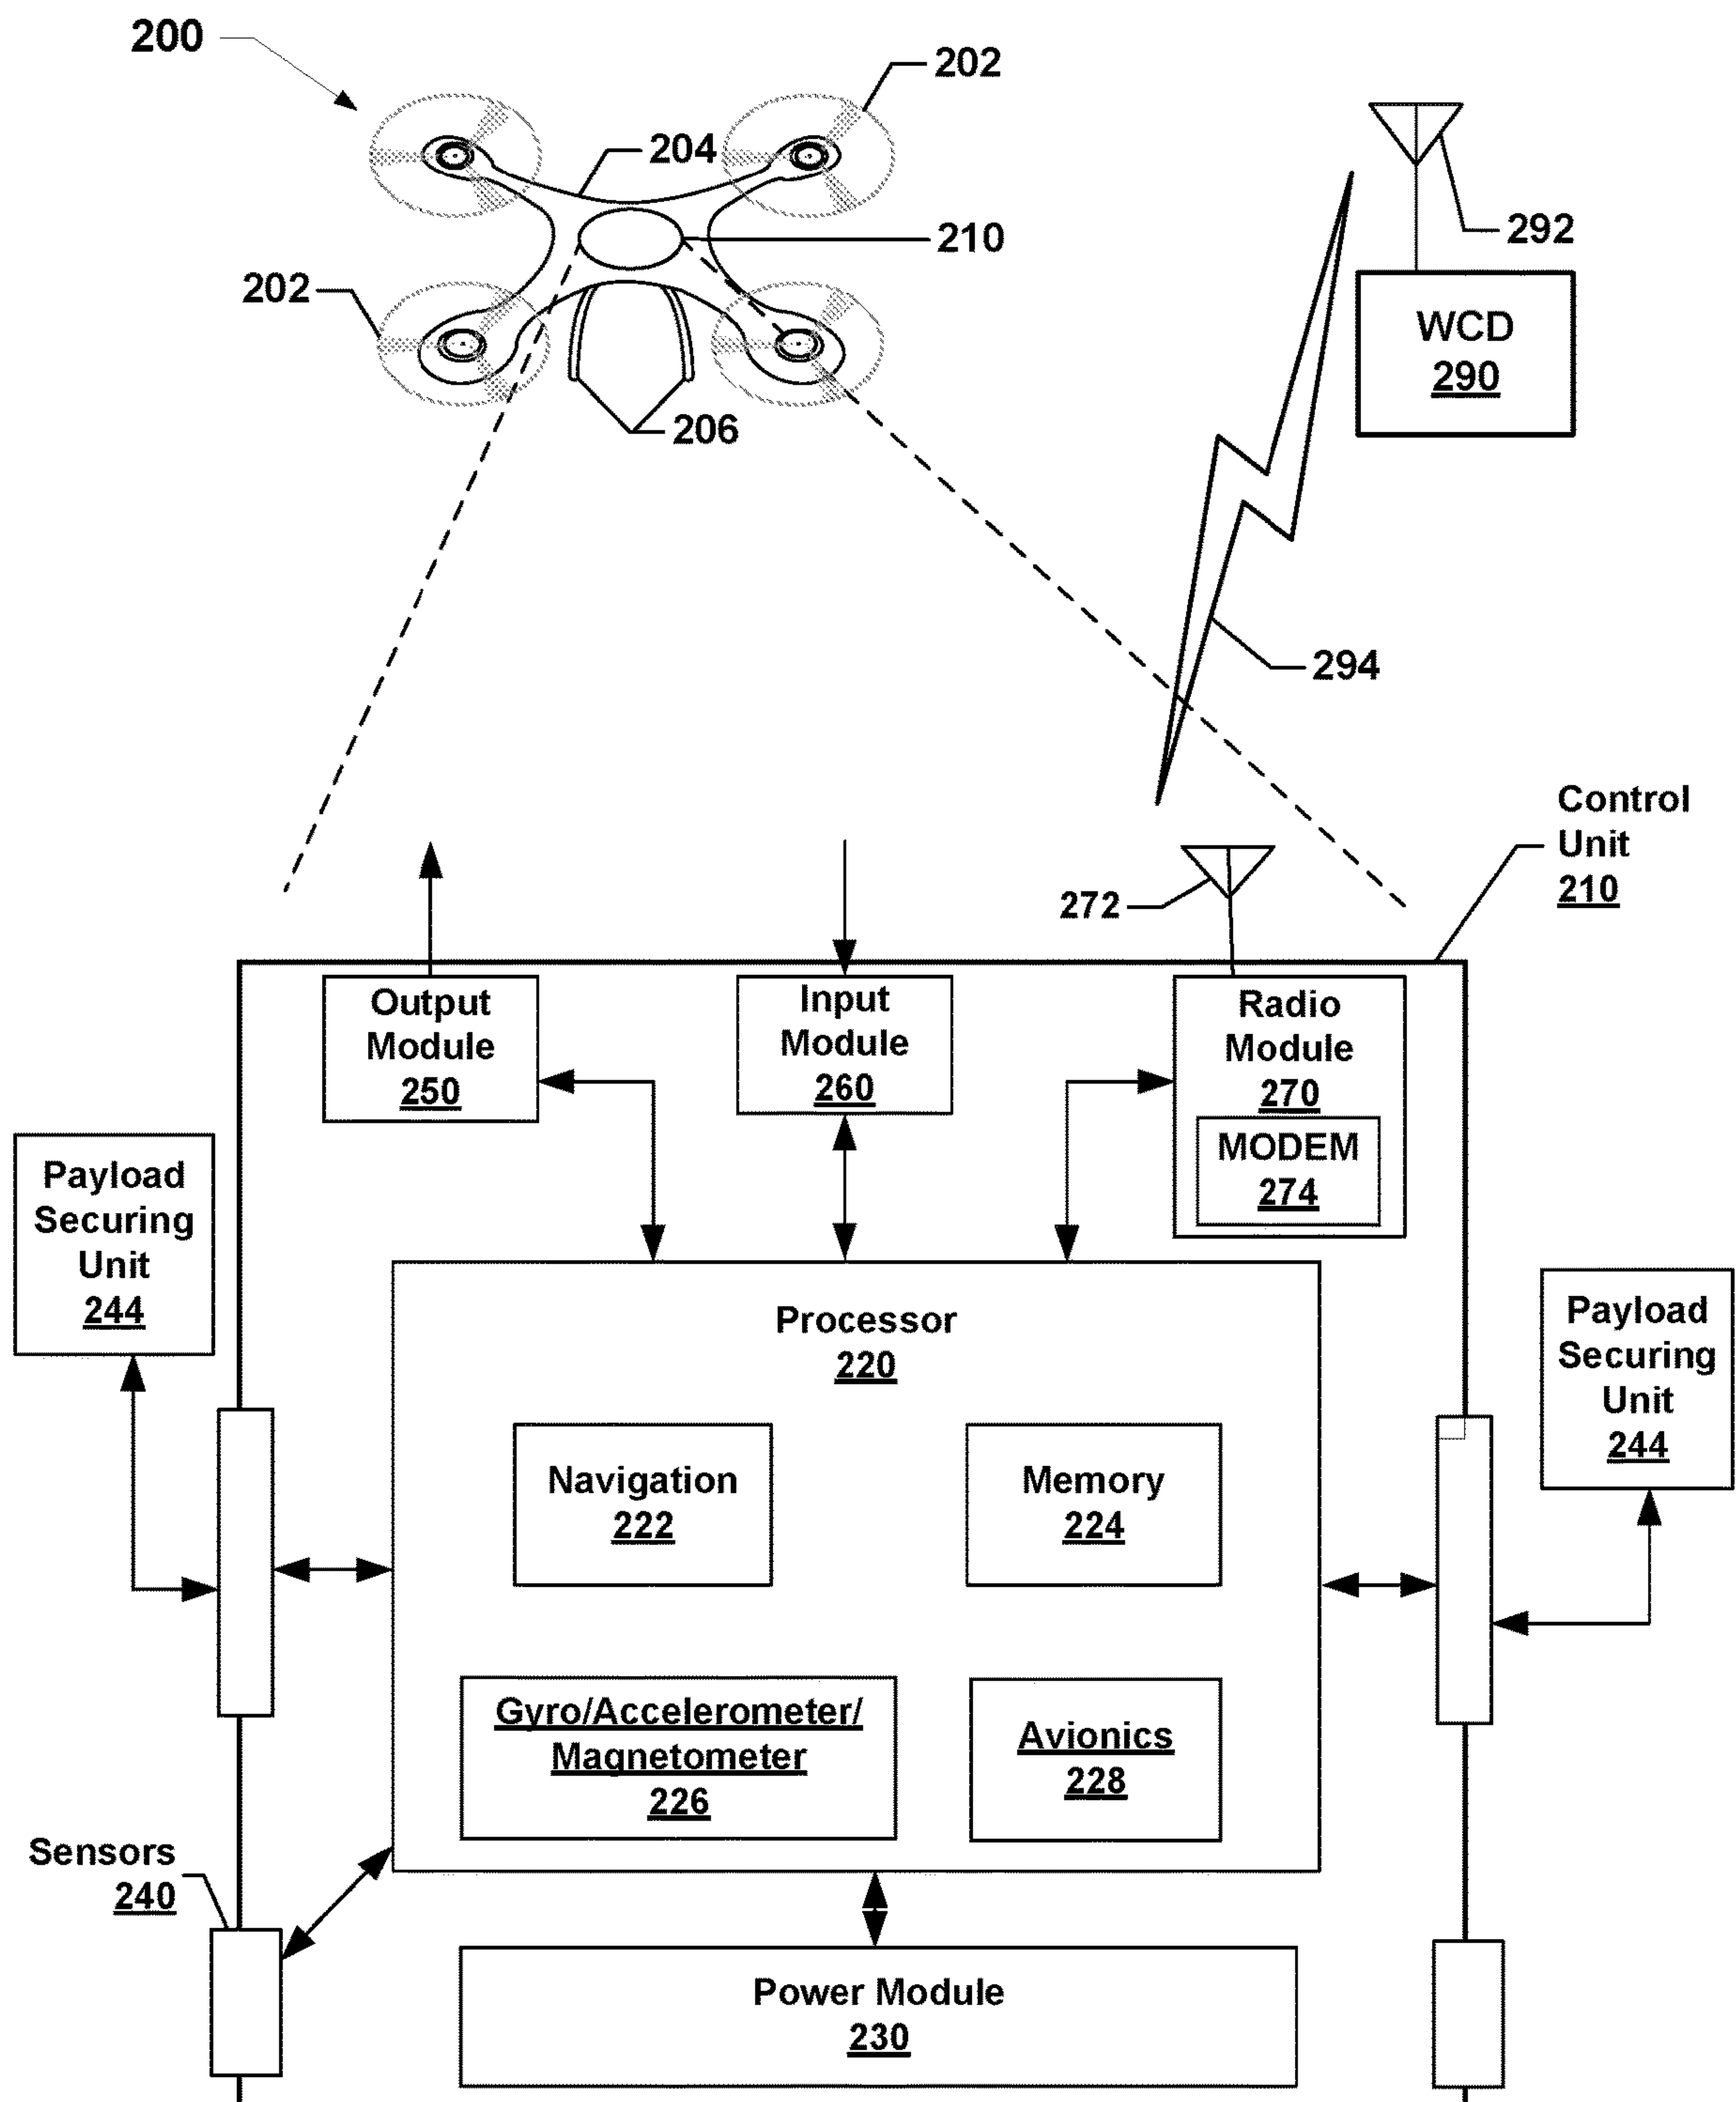 200
202
204
292
210
202
WCD
290
206
294
Control
Unit
210
272
Output
Module
250
Input
Module
260
Radio
Module
270
MODEM
274
Payload
Securing
Unit
244
Processor
220
Payload
Securing
Unit
244
Navigation
222
Memory
224
Gyro/Accelerometer/
Magnetometer
226
Avionics
228
Sensors
240
Power Module
230